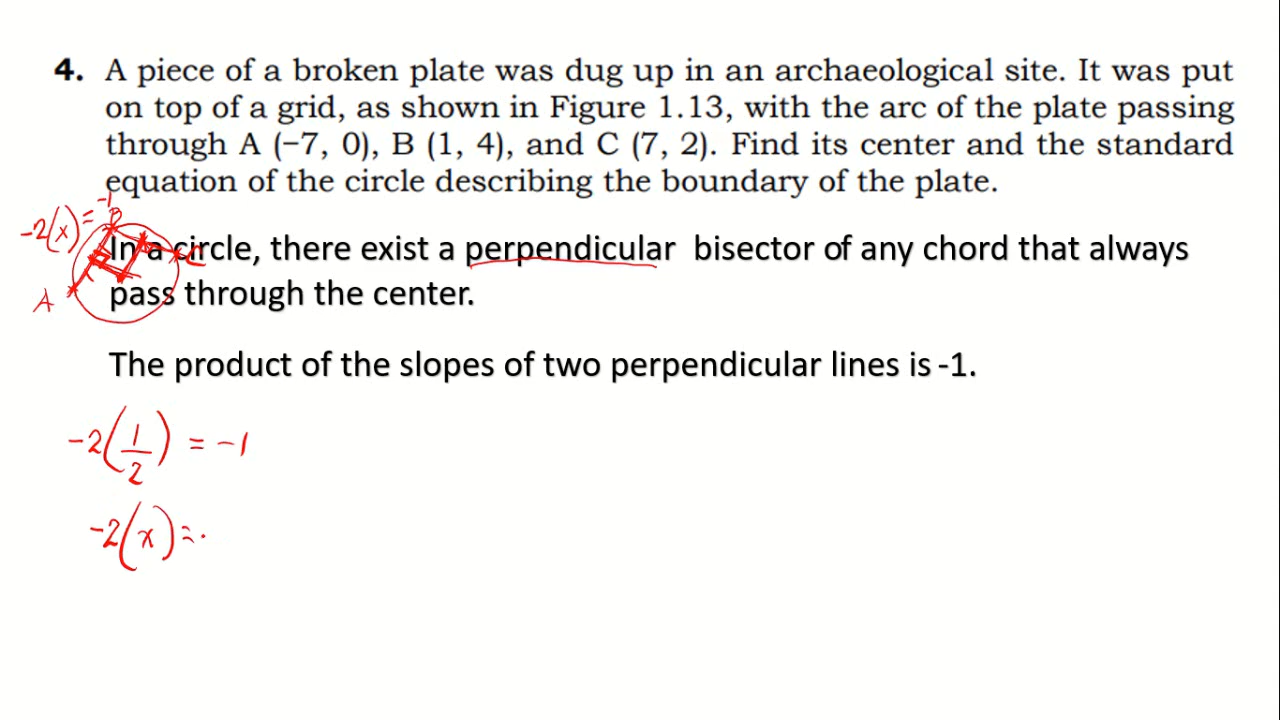 4. A piece of a broken plate was dug up in an archaeological site. It was put
on top of a grid, as shown in Figure 1.13, with the arc of the plate passing
through A (−7, 0), B (1, 4), and C (7, 2). Find its center and the standard
equation of the circle describing the boundary of the plate.
-2(x) = -1
B
In a circle, there exist a perpendicular bisector of any chord that always
C
A
pass through the center.
The product of the slopes of two perpendicular lines is -1.
-2(1/2) = -1
-2(x)=